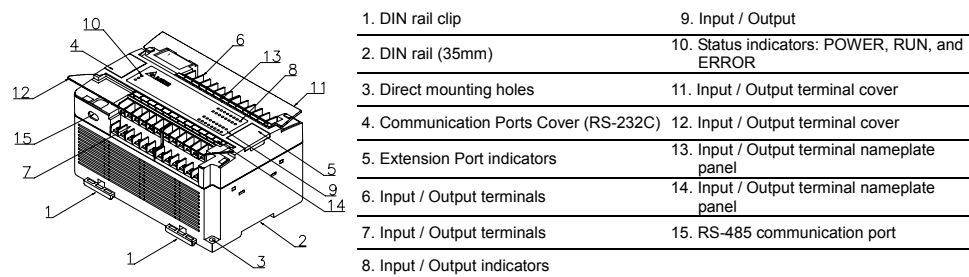 10
6
4
13
8
12
11
15
5
7
9
14
1
2
1
3
1. DIN rail clip
2. DIN rail (35mm)
3. Direct mounting holes
4. Communication Ports Cover (RS-232C)
5. Extension Port indicators
6. Input / Output terminals
7. Input / Output terminals
8. Input / Output indicators
9. Input / Output
10. Status indicators: POWER, RUN, and
ERROR
11. Input / Output terminal cover
12. Input / Output terminal cover
13. Input / Output terminal nameplate
panel
14. Input / Output terminal nameplate
panel
15. RS-485 communication port